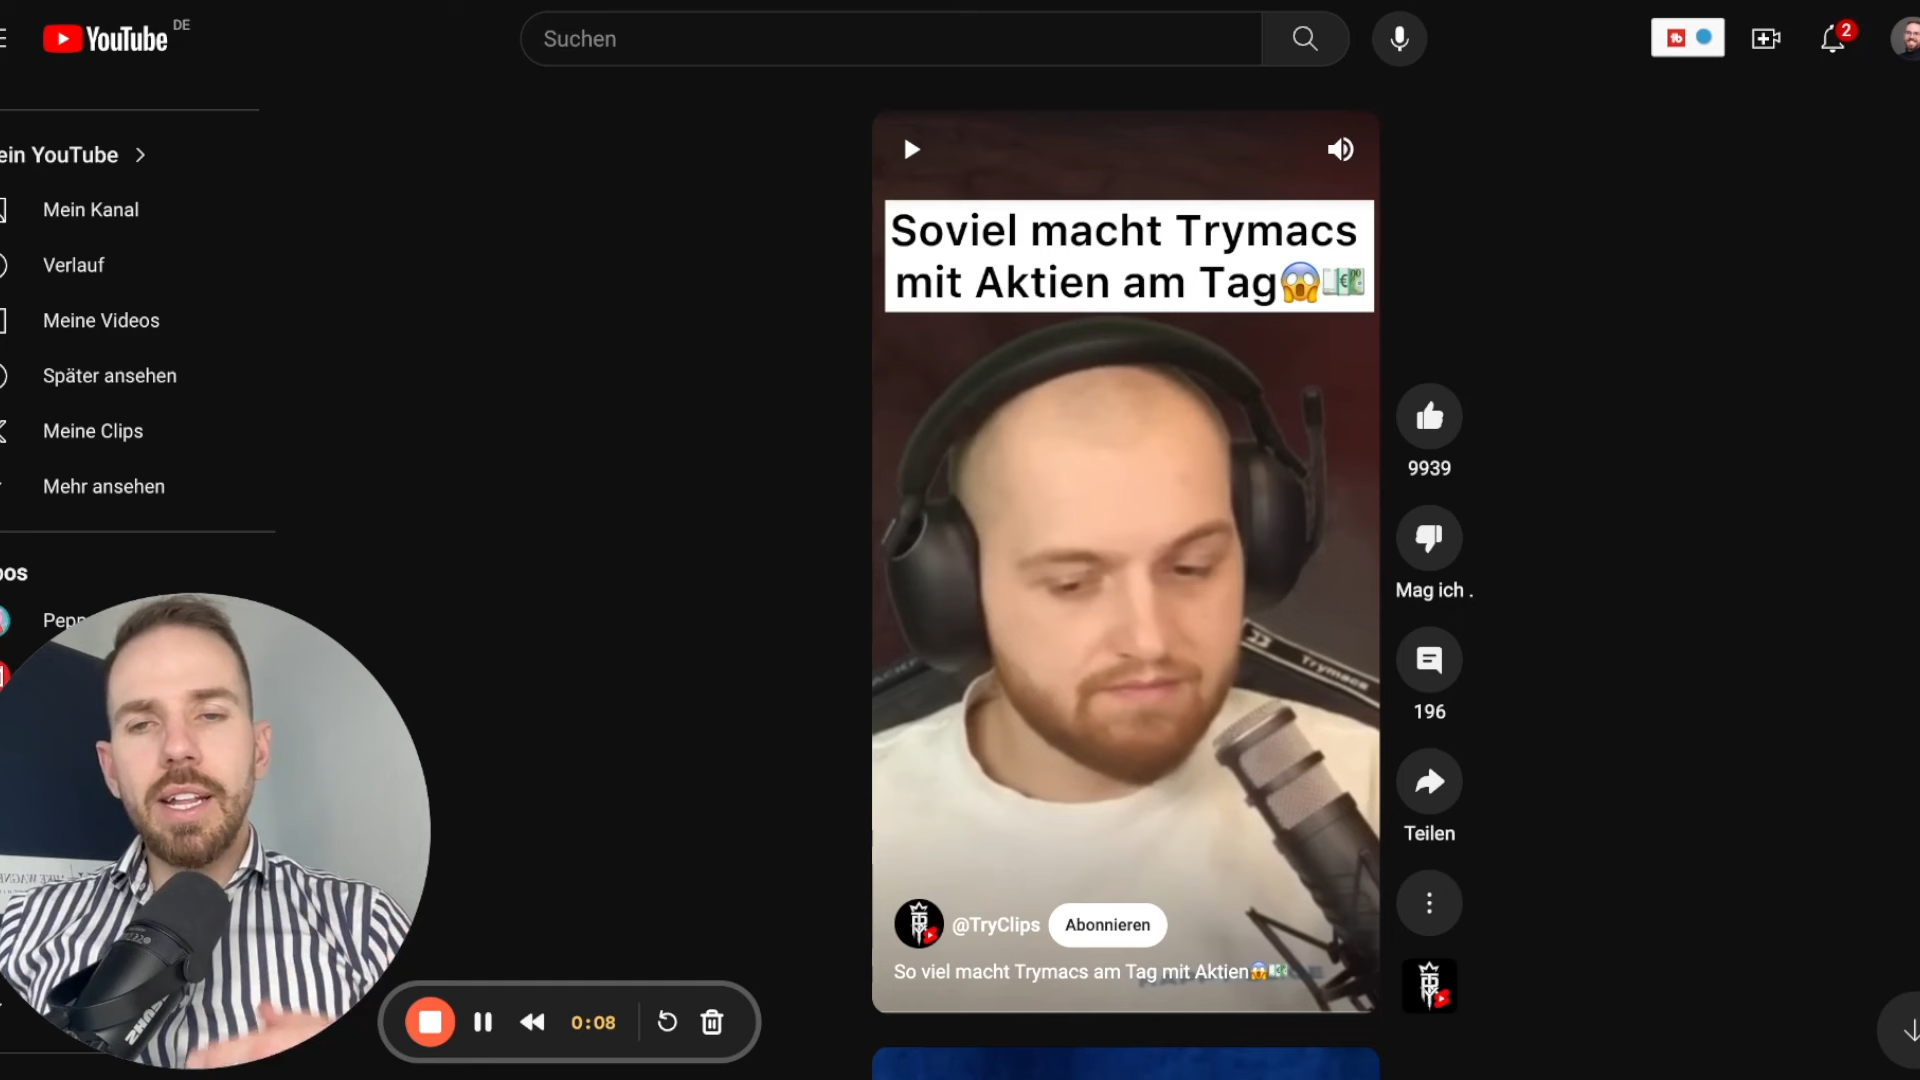 YouTube DE
Suchen
2
ein YouTube
Mein Kanal
Verlauf
Meine Videos
Später ansehen
Meine Clips
Mehr ansehen
Soviel macht Trymacs
mit Aktien am Tag😱💶
9939
Mag ich .
196
Teilen
Trymacs
@TryClips
Abonnieren
So viel macht Trymacs am Tag mit Aktien😱💶
0:08